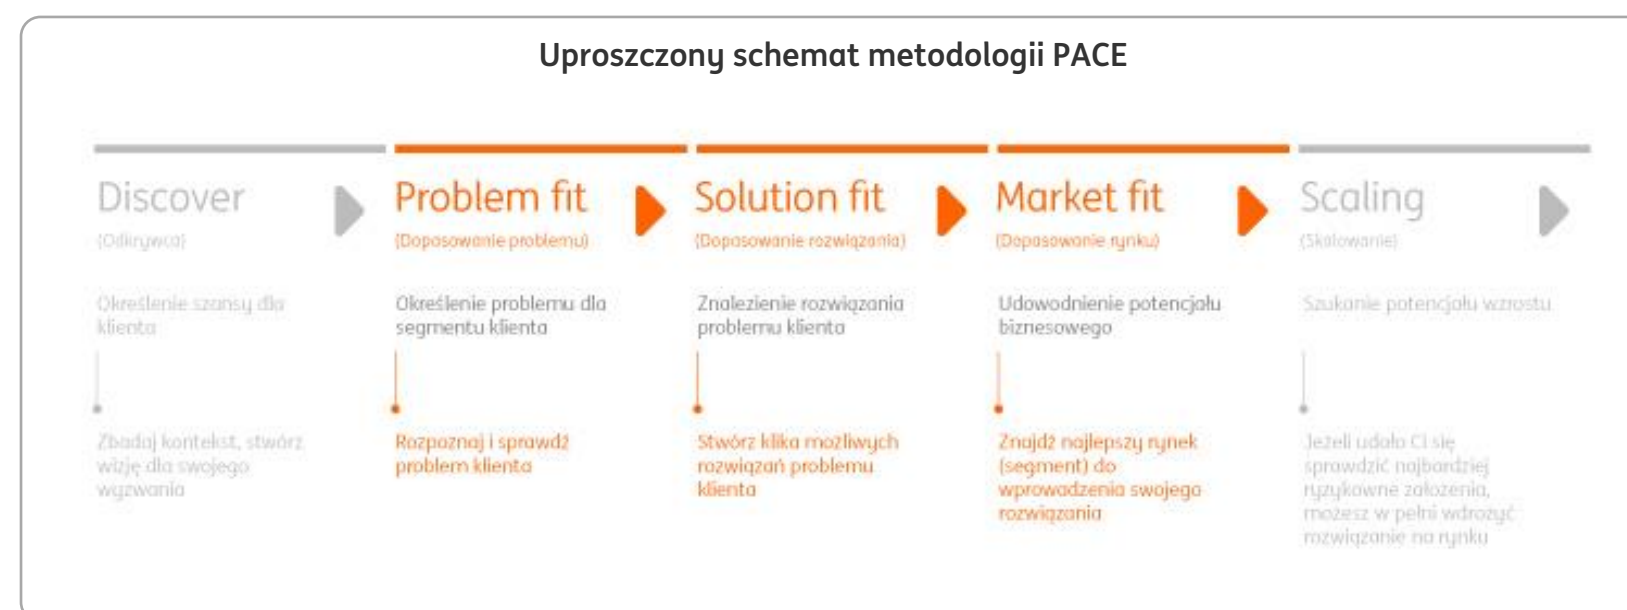 Uproszczony schemat metodologii PACE
Discover
(Odkrywca)
Określenie szansy dla
klienta
Zbadaj kontekst, stwórz
wizję dla swojego
wyzwania
Problem fit
(Dopasowanie problemu)
Określenie problemu dla
segmentu klienta
Rozpoznaj i sprawdź
problem klienta
Solution fit
(Dopasowanie rozwiązania)
Znalezienie rozwiązania
problemu klienta
Stwórz klika możliwych
rozwiązań problemu
klienta
Market fit
(Dopasowanie rynku)
Udowodnienie potencjału
biznesowego
Znajdź najlepszy rynek
(segment) do
wprowadzenia swojego
rozwiązania
Scaling
(Skalowanie)
Szukanie potencjału wzrostu
Jeżeli udało Ci się
sprawdzić najbardziej
ryzykowne założenia,
możesz w pełni wdrożyć
rozwiązanie na rynku